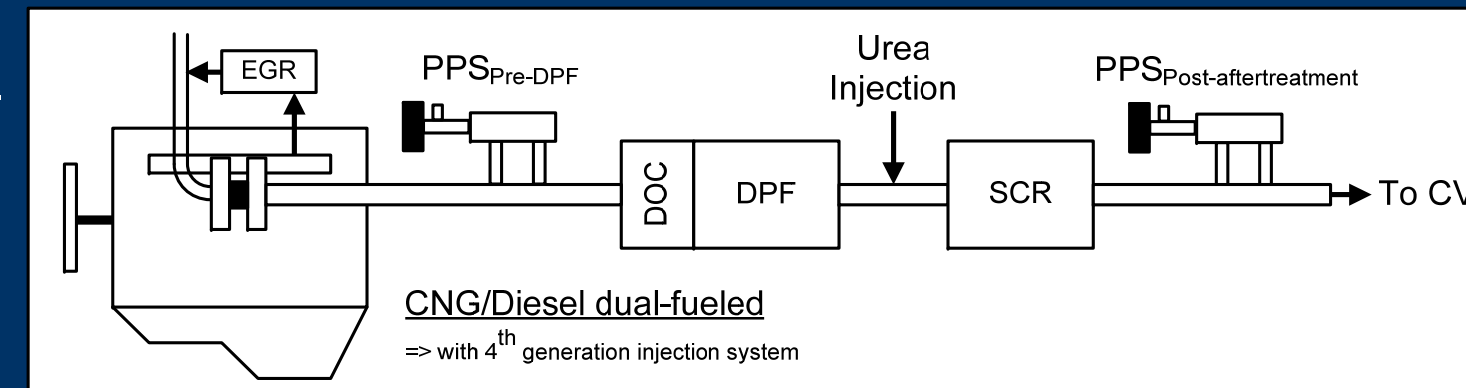 EGR
PPSPre-DPF
Urea
Injection
PPSPost-aftertreatment
DOC
DPF
SCR
To CV
CNG/Diesel dual-fueled
=> with 4th generation injection system